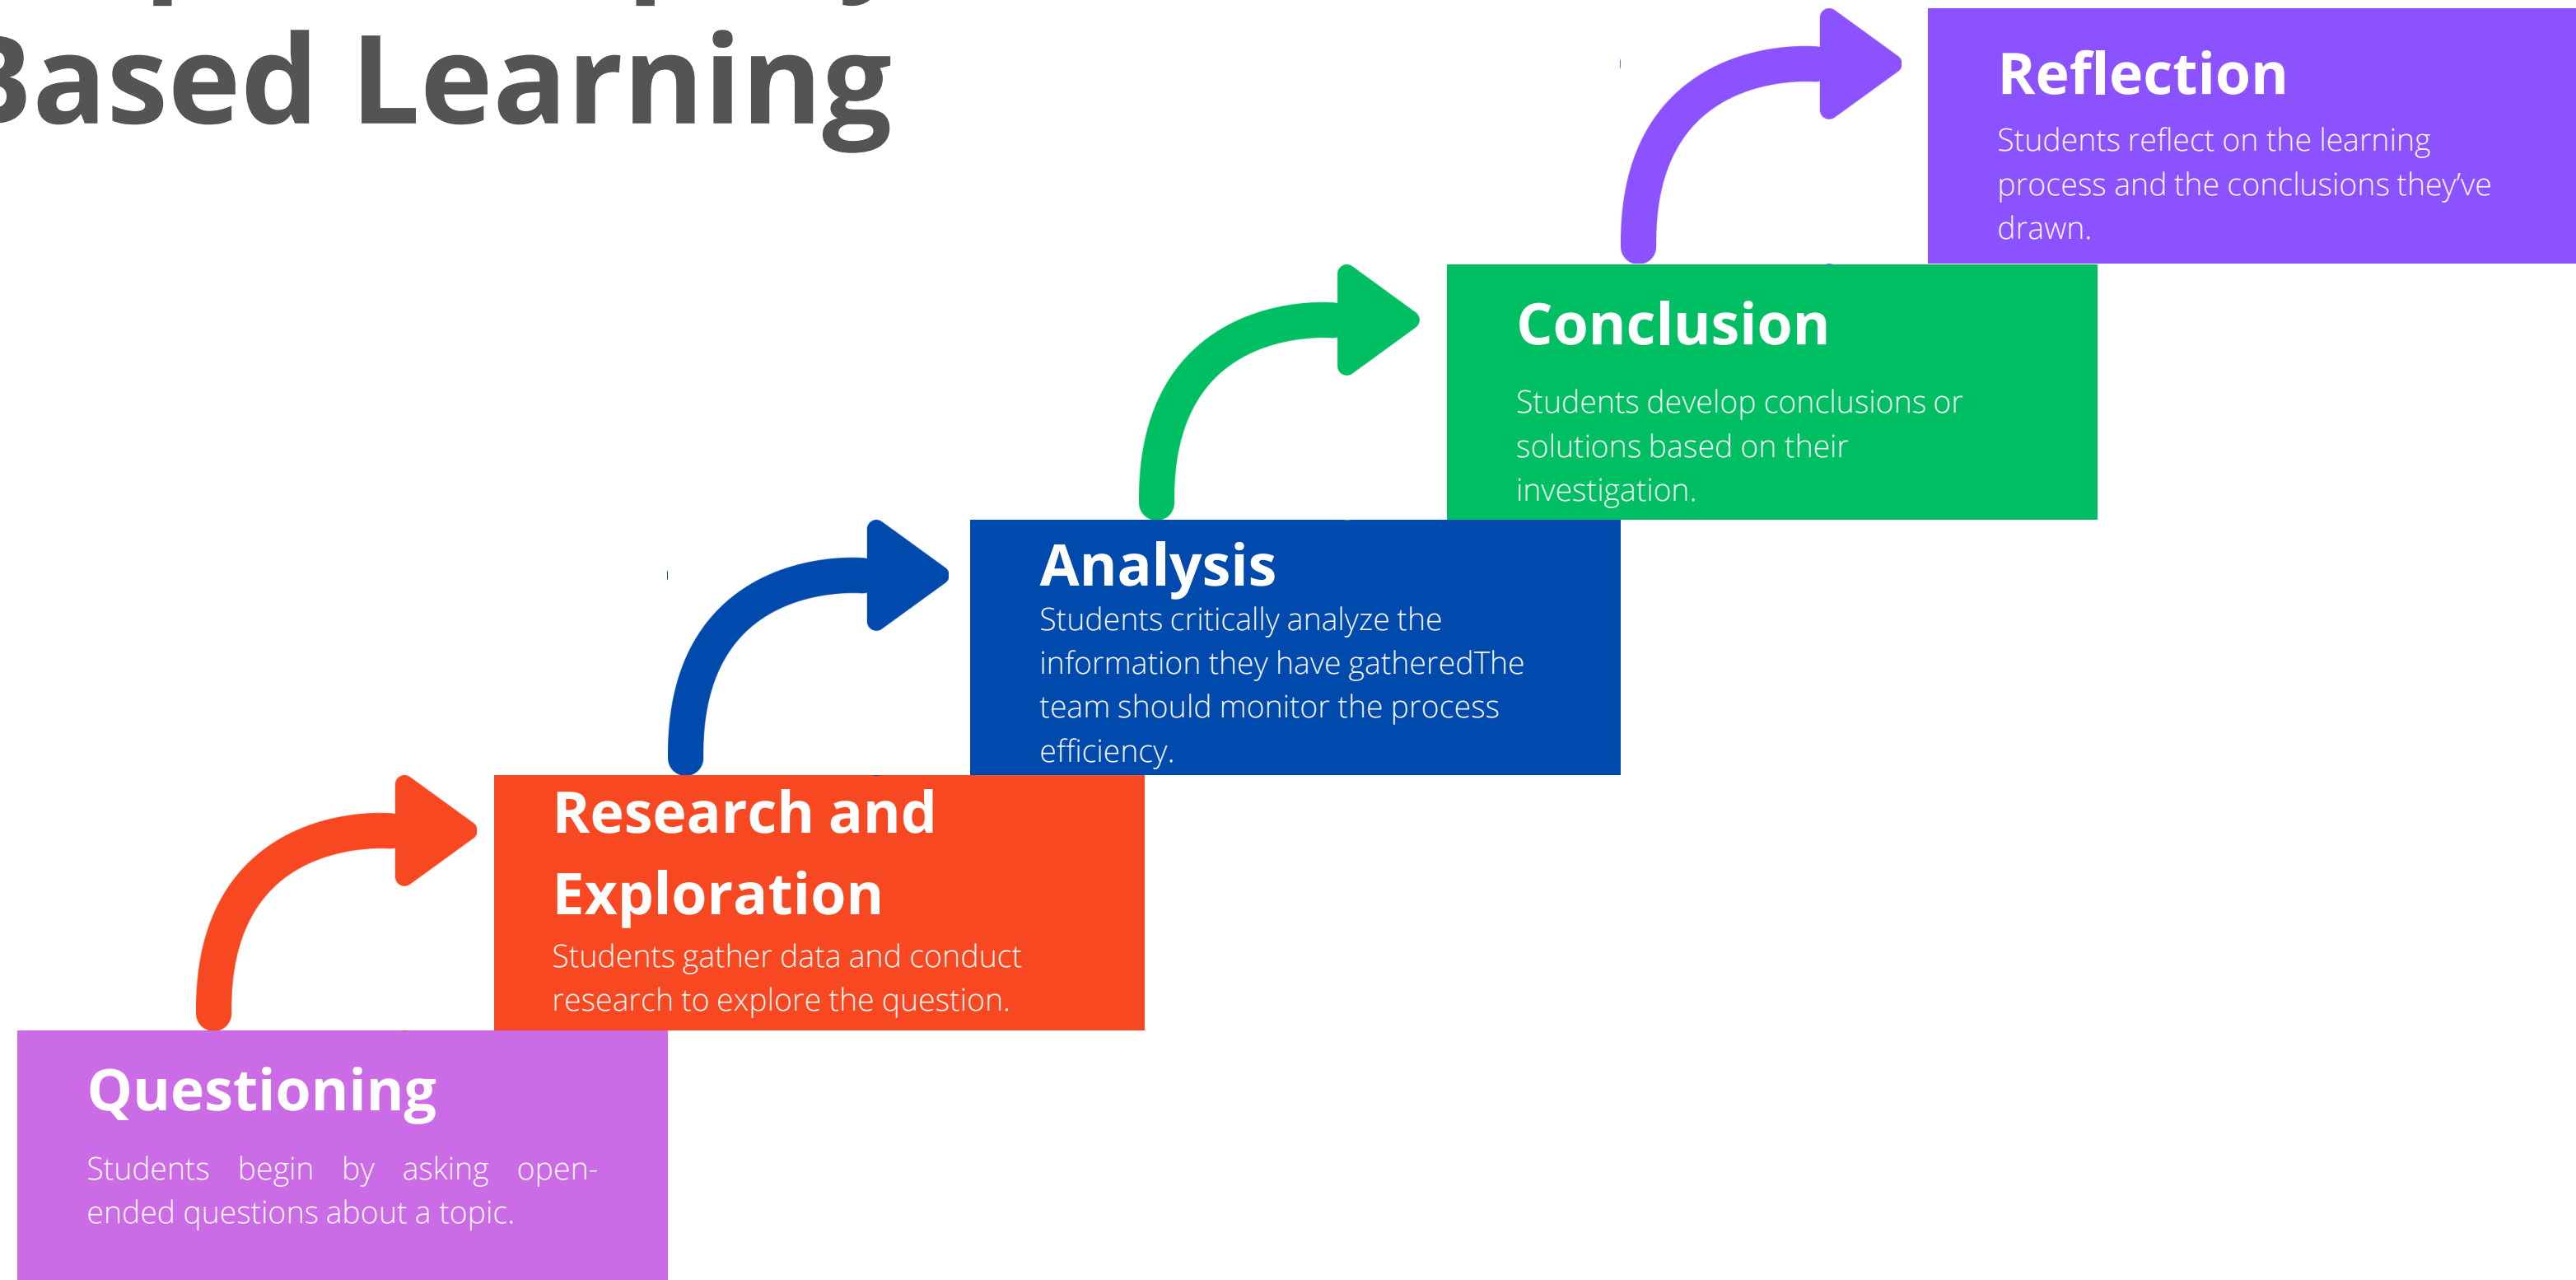 Based Learning
Reflection
Students reflect on the learning
process and the conclusions they've
drawn.
Conclusion
Students develop conclusions or
solutions based on their
investigation.
Analysis
Students critically analyze the
information they have gatheredThe
team should monitor the process
efficiency.
Research and
Exploration
Students gather data and conduct
research to explore the question.
Questioning
Students begin by asking open-
ended questions about a topic.